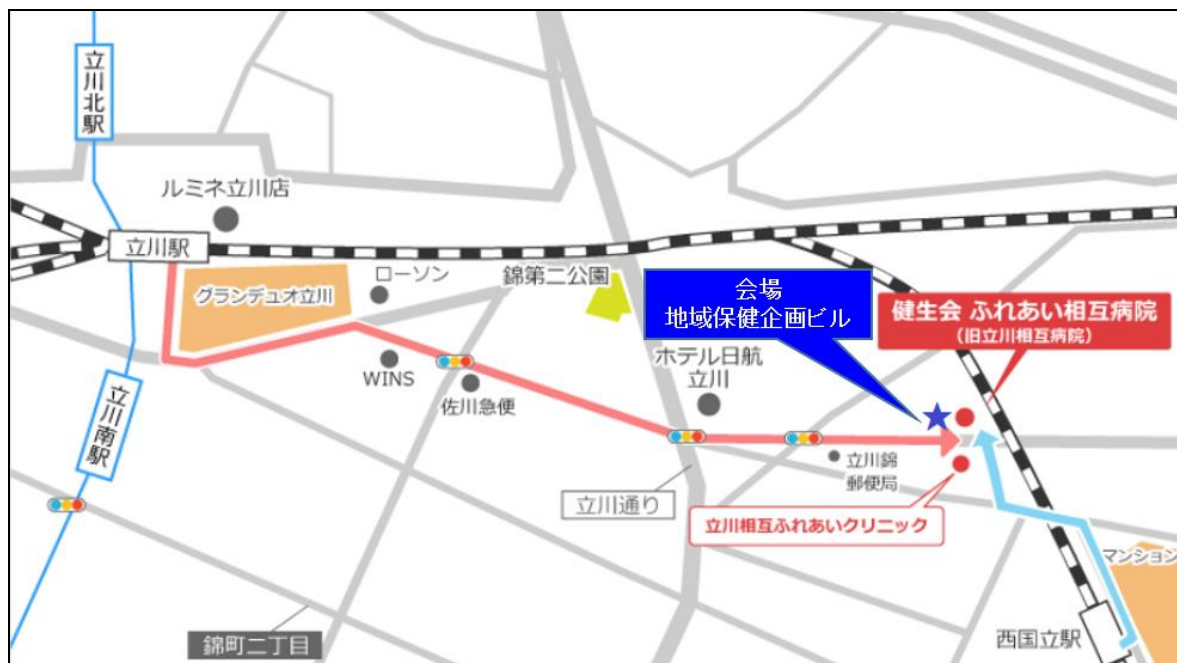 立川北駅
ルミネ立川店
立川駅
グランデュオ立川
ローソン
錦第二公園
会場
地域保健企画ビル
健生会 ふれあい相互病院
(旧立川相互病院)
ホテル日航
立川
WINS
佐川急便
立川南駅
立川錦
郵便局
立川通り
立川相互ふれあいクリニック
マンション
西国立駅
錦町二丁目